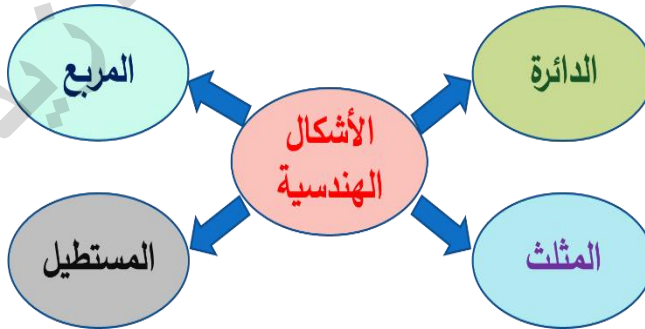 الدائرة
المربع
الأشكال
الهندسية
المثلث
المستطيل